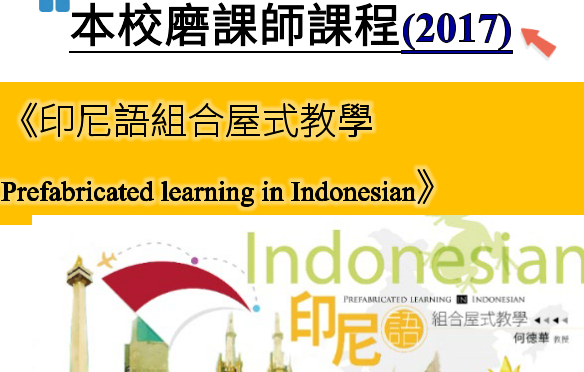 本校磨課師課程(2017)
《印尼語組合屋式教學
Prefabricated learning in Indonesian》
Indonesian
PREFABRICATED LEARNING IN INDONESIAN
印尼語 組合屋式教學
何德華 教授